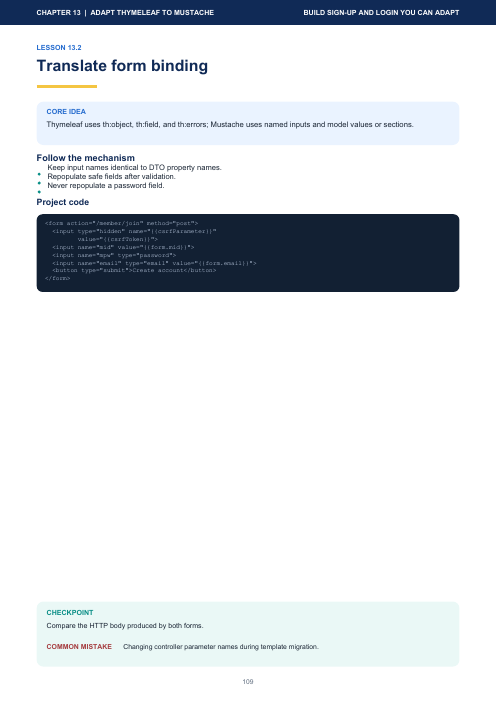 CHAPTER 13 | ADAPT THYMELEAF TO MUSTACHE
BUILD SIGN-UP AND LOGIN YOU CAN ADAPT
LESSON 13.2
Translate form binding
CORE IDEA
Thymeleaf uses th:object, th:field, and th:errors; Mustache uses named inputs and model values or sections.
Follow the mechanism
Keep input names identical to DTO property names.
Repopulate safe fields after validation.
Never repopulate a password field.
Project code
<form action="/member/join" method="post">
<input type="hidden" name="{{csrfParameter}}"
value="{{csrfToken}}">
<input name="mid" value="{{form.mid}}">
<input name="mpw" type="password">
<input name="email" type="email" value="{{form.email}}">
<button type="submit">Create account</button>
</form>
CHECKPOINT
Compare the HTTP body produced by both forms.
COMMON MISTAKE Changing controller parameter names during template migration.
109